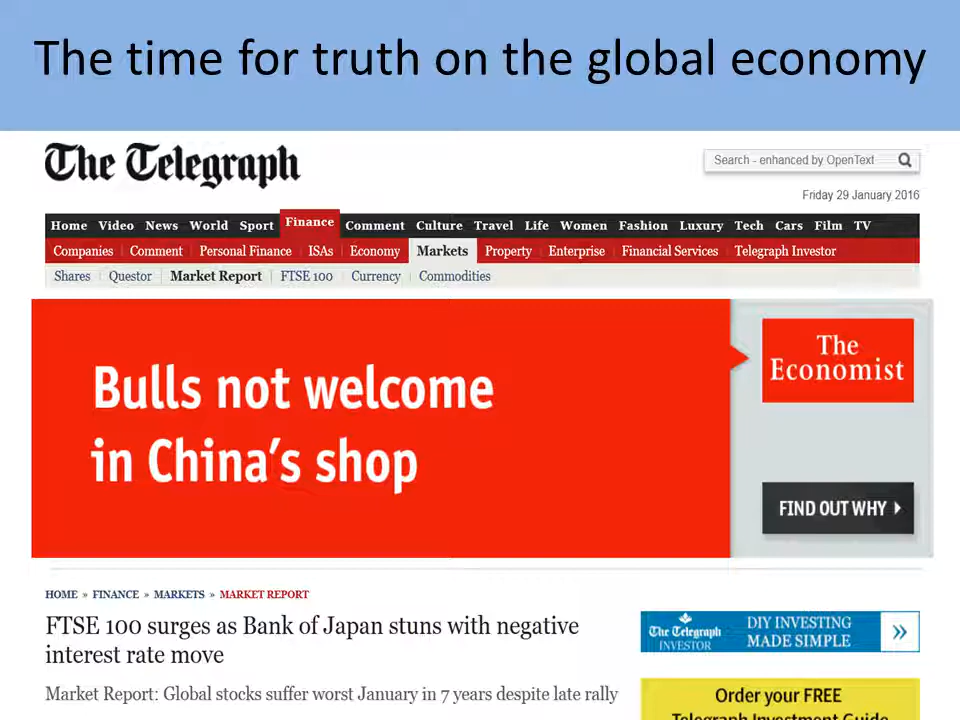 The time for truth on the global economy
The Telegraph
Search - enhanced by OpenText
Friday 29 January 2016
Home Video News World Sport Finance Comment Culture Travel Life Women Fashion Luxury Tech Cars Film TV
Companies Comment Personal Finance ISAs Economy Markets Property Enterprise Financial Services Telegraph Investor
Shares Questor Market Report FTSE 100 Currency Commodities
Bulls not welcome
in China's shop
The
Economist
FIND OUT WHY
HOME » FINANCE » MARKETS » MARKET REPORT
FTSE 100 surges as Bank of Japan stuns with negative
interest rate move
Market Report: Global stocks suffer worst January in 7 years despite late rally
The Telegraph
INVESTOR
DIY INVESTING
MADE SIMPLE
»
Order your FREE
Telegraph Investment Guide